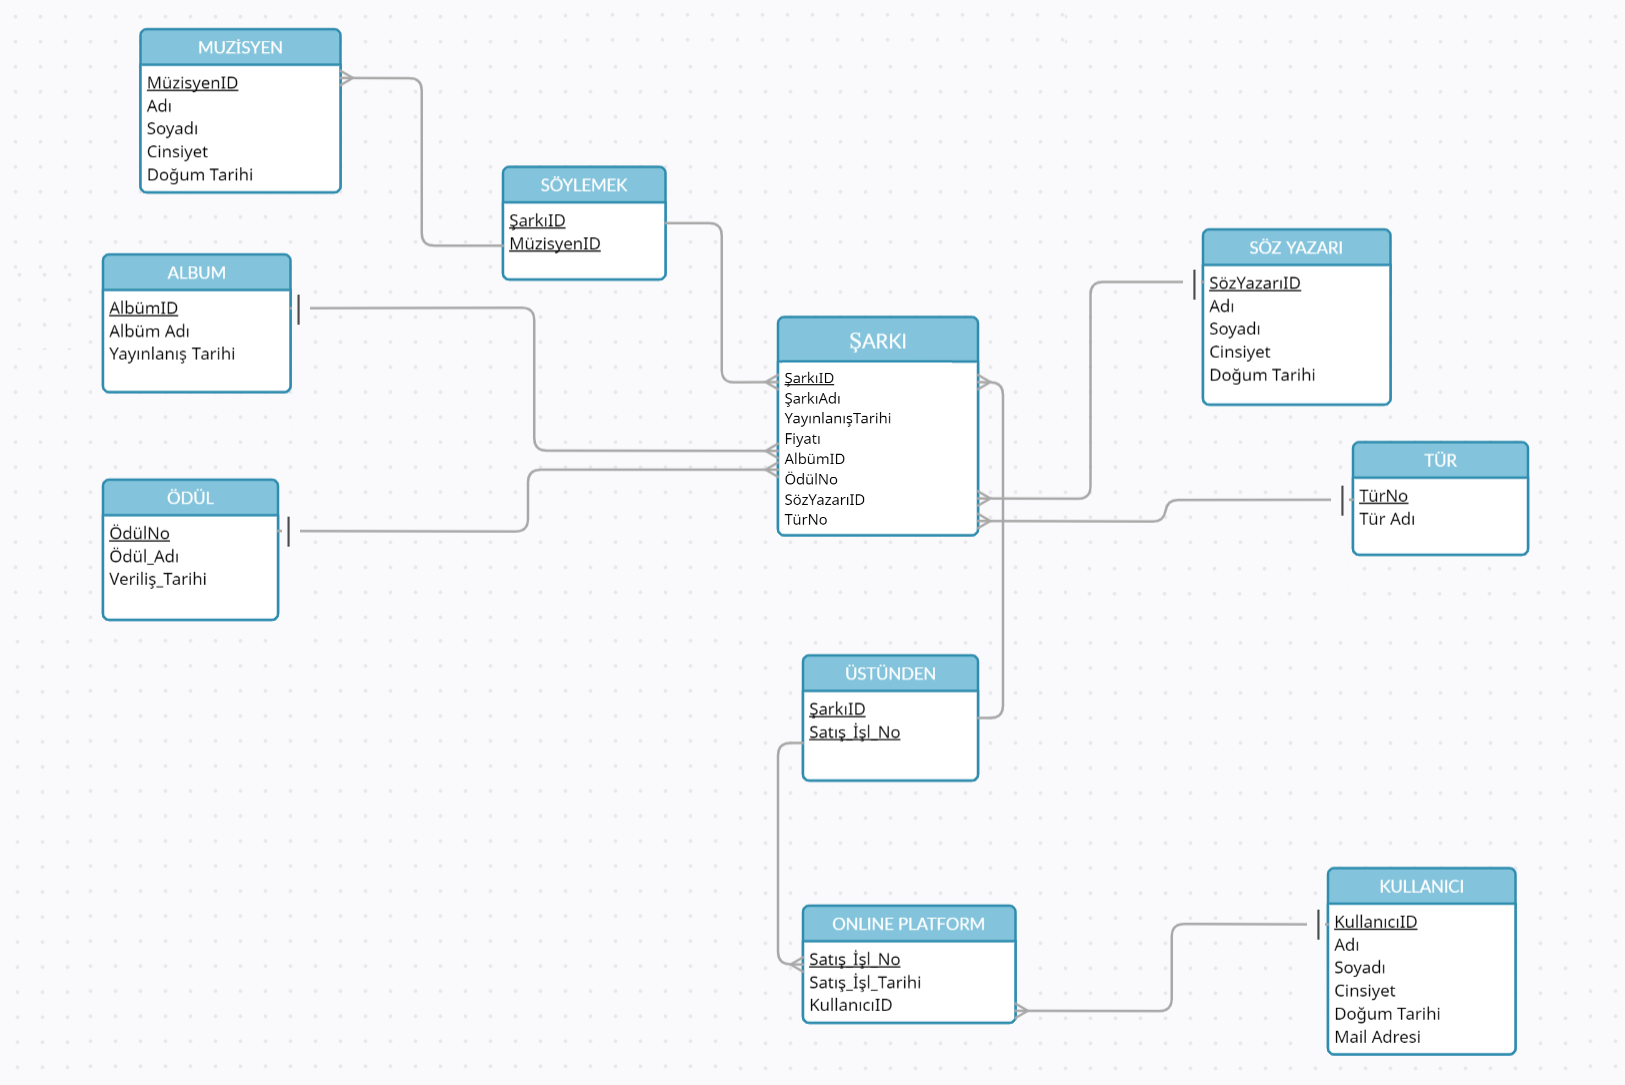 MUZİSYEN
MüzisyenID
Adı
Soyadı
Cinsiyet
Doğum Tarihi
SÖYLEMEK
ŞarkıID
MüzisyenID
ALBUM
AlbümID
Albüm Adı
Yayınlanış Tarihi
SÖZ YAZARI
SözYazarıID
Adı
Soyadı
Cinsiyet
Doğum Tarihi
ŞARKI
ŞarkıID
ŞarkıAdı
YayınlanışTarihi
Fiyatı
AlbümID
ÖdülNo
SözYazarıID
TürNo
TÜR
TürNo
Tür Adı
ÖDÜL
ÖdülNo
Ödül_Adı
Veriliş_Tarihi
ÜSTÜNDEN
ŞarkıID
Satış_İşl_No
ONLINE PLATFORM
Satış_İşl_No
Satış_İşl_Tarihi
KullanıcıID
KULLANICI
KullanıcıID
Adı
Soyadı
Cinsiyet
Doğum Tarihi
Mail Adresi